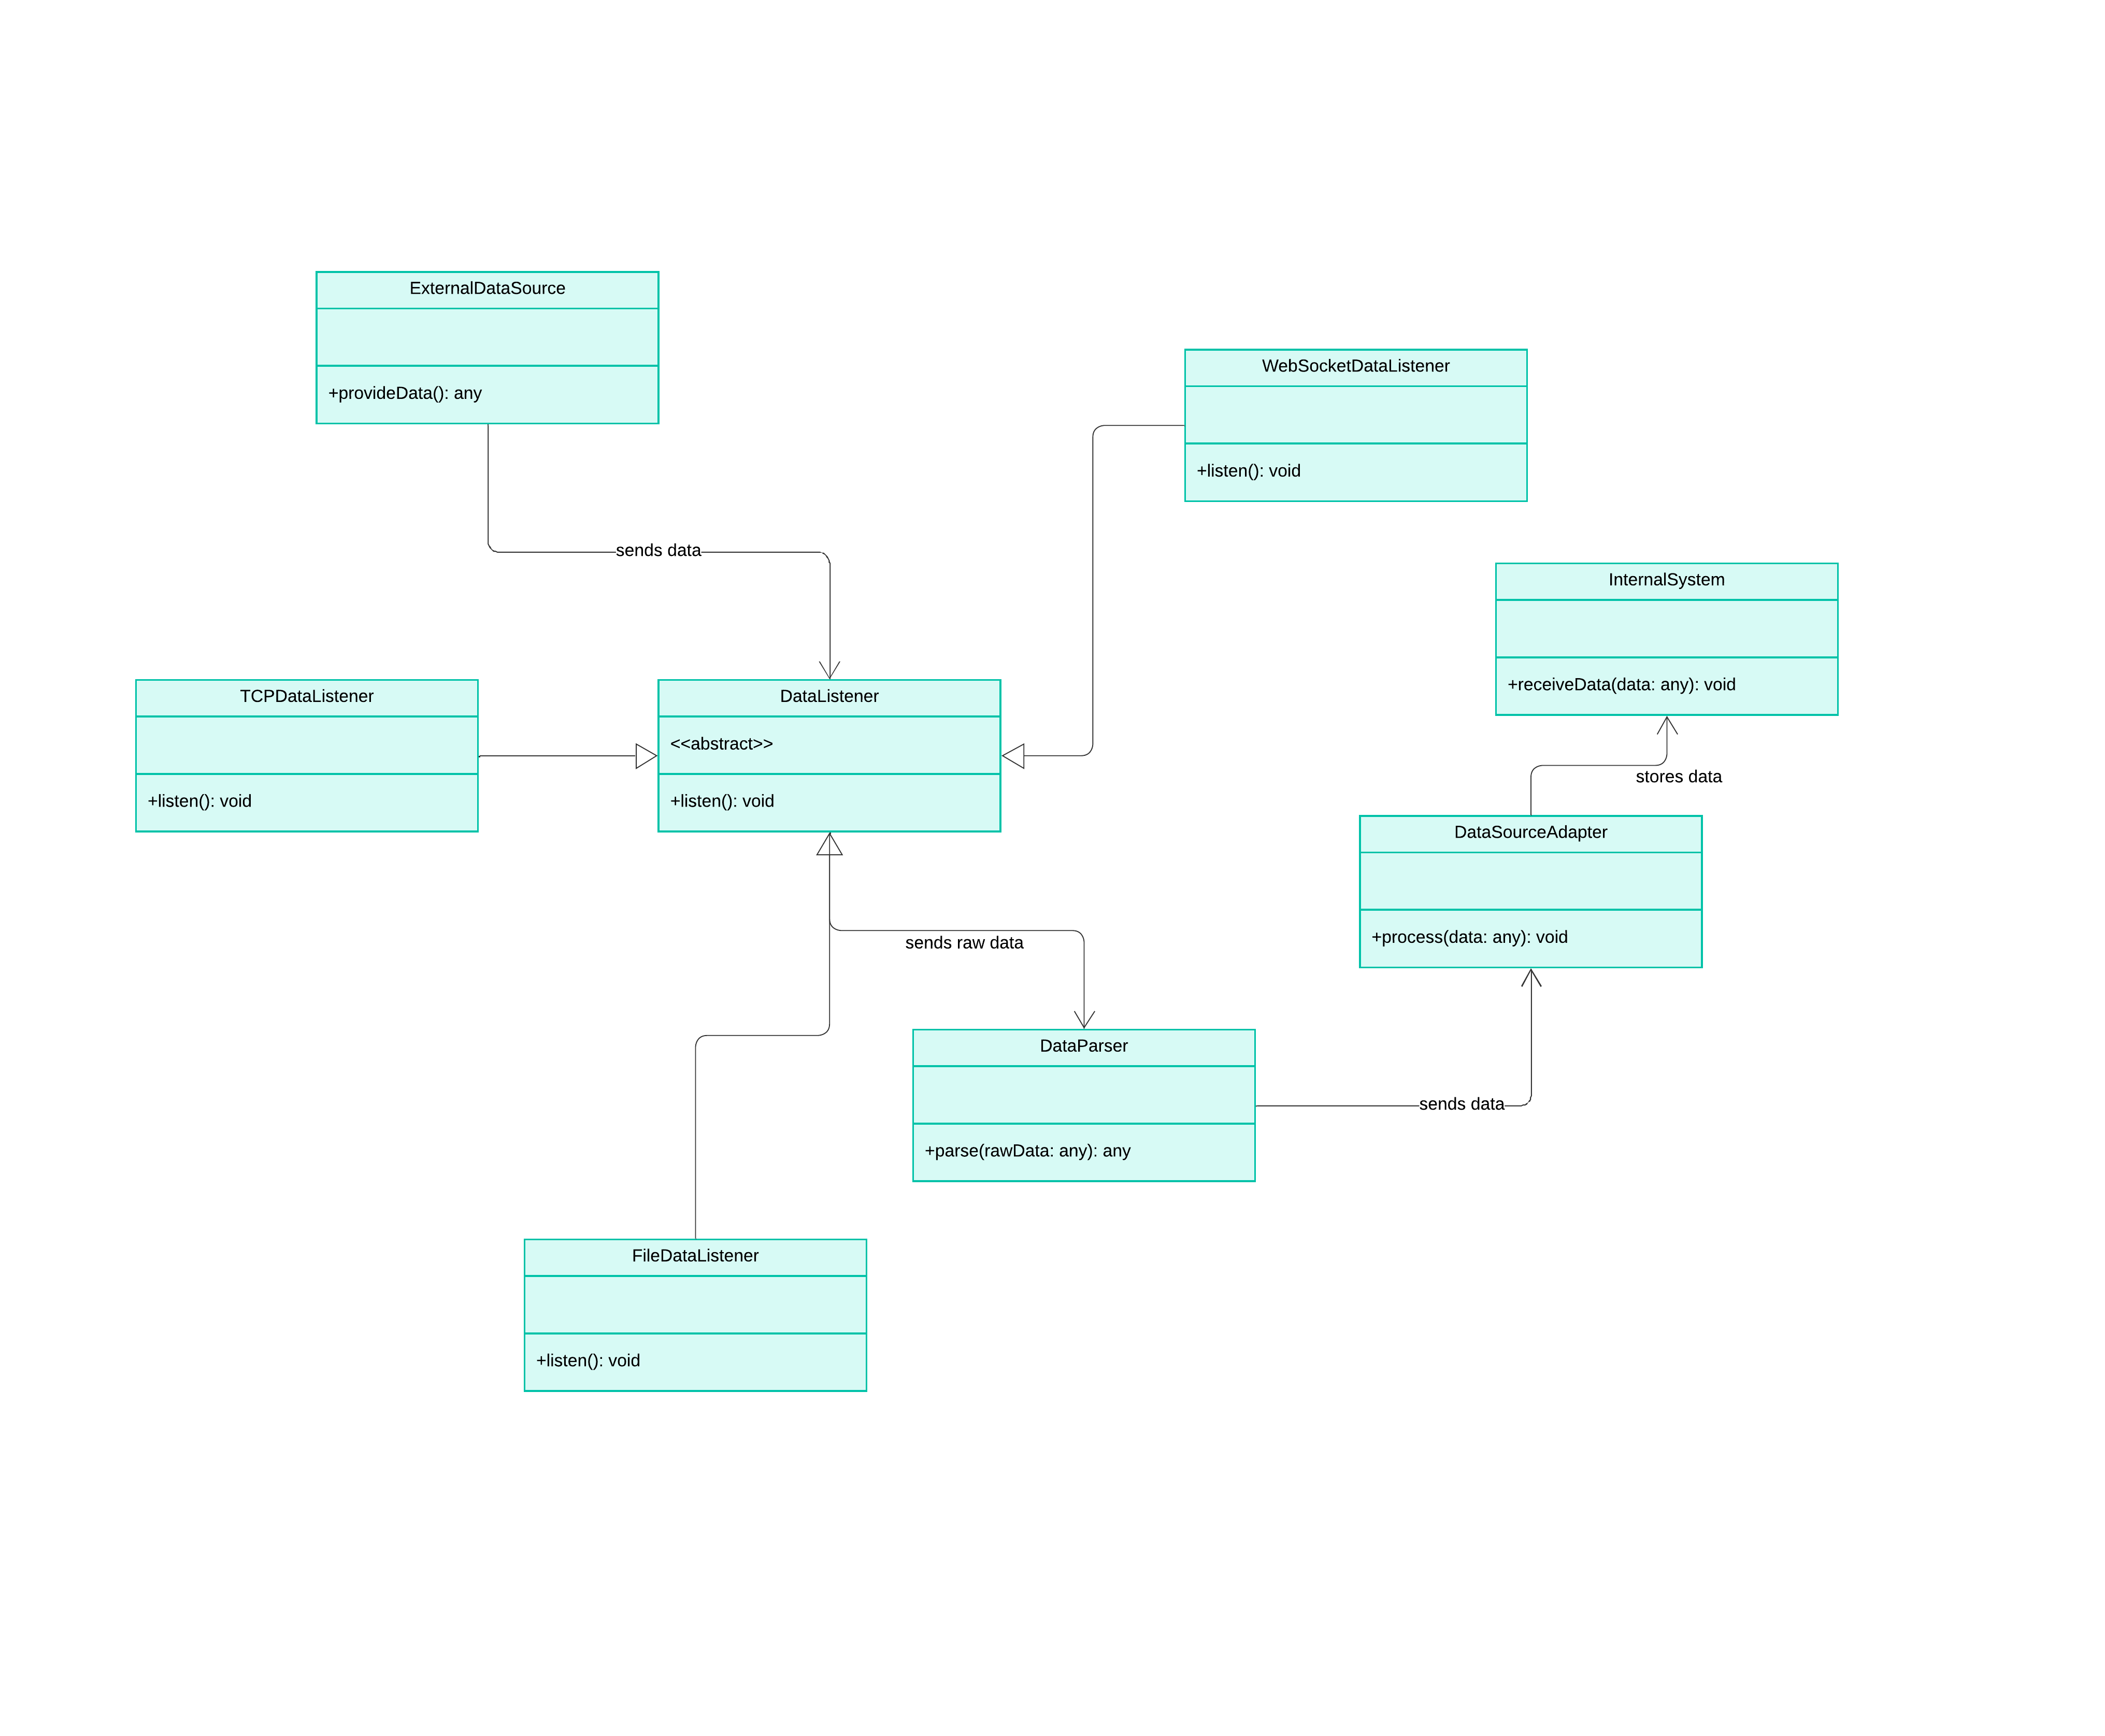 ExternalDataSource
+provideData(): any
WebSocketDataListener
+listen(): void
sends data
InternalSystem
+receiveData(data: any): void
TCPDataListener
+listen(): void
DataListener
<<abstract>>
+listen(): void
stores data
DataSourceAdapter
+process(data: any): void
sends raw data
DataParser
+parse(rawData: any): any
sends data
FileDataListener
+listen(): void